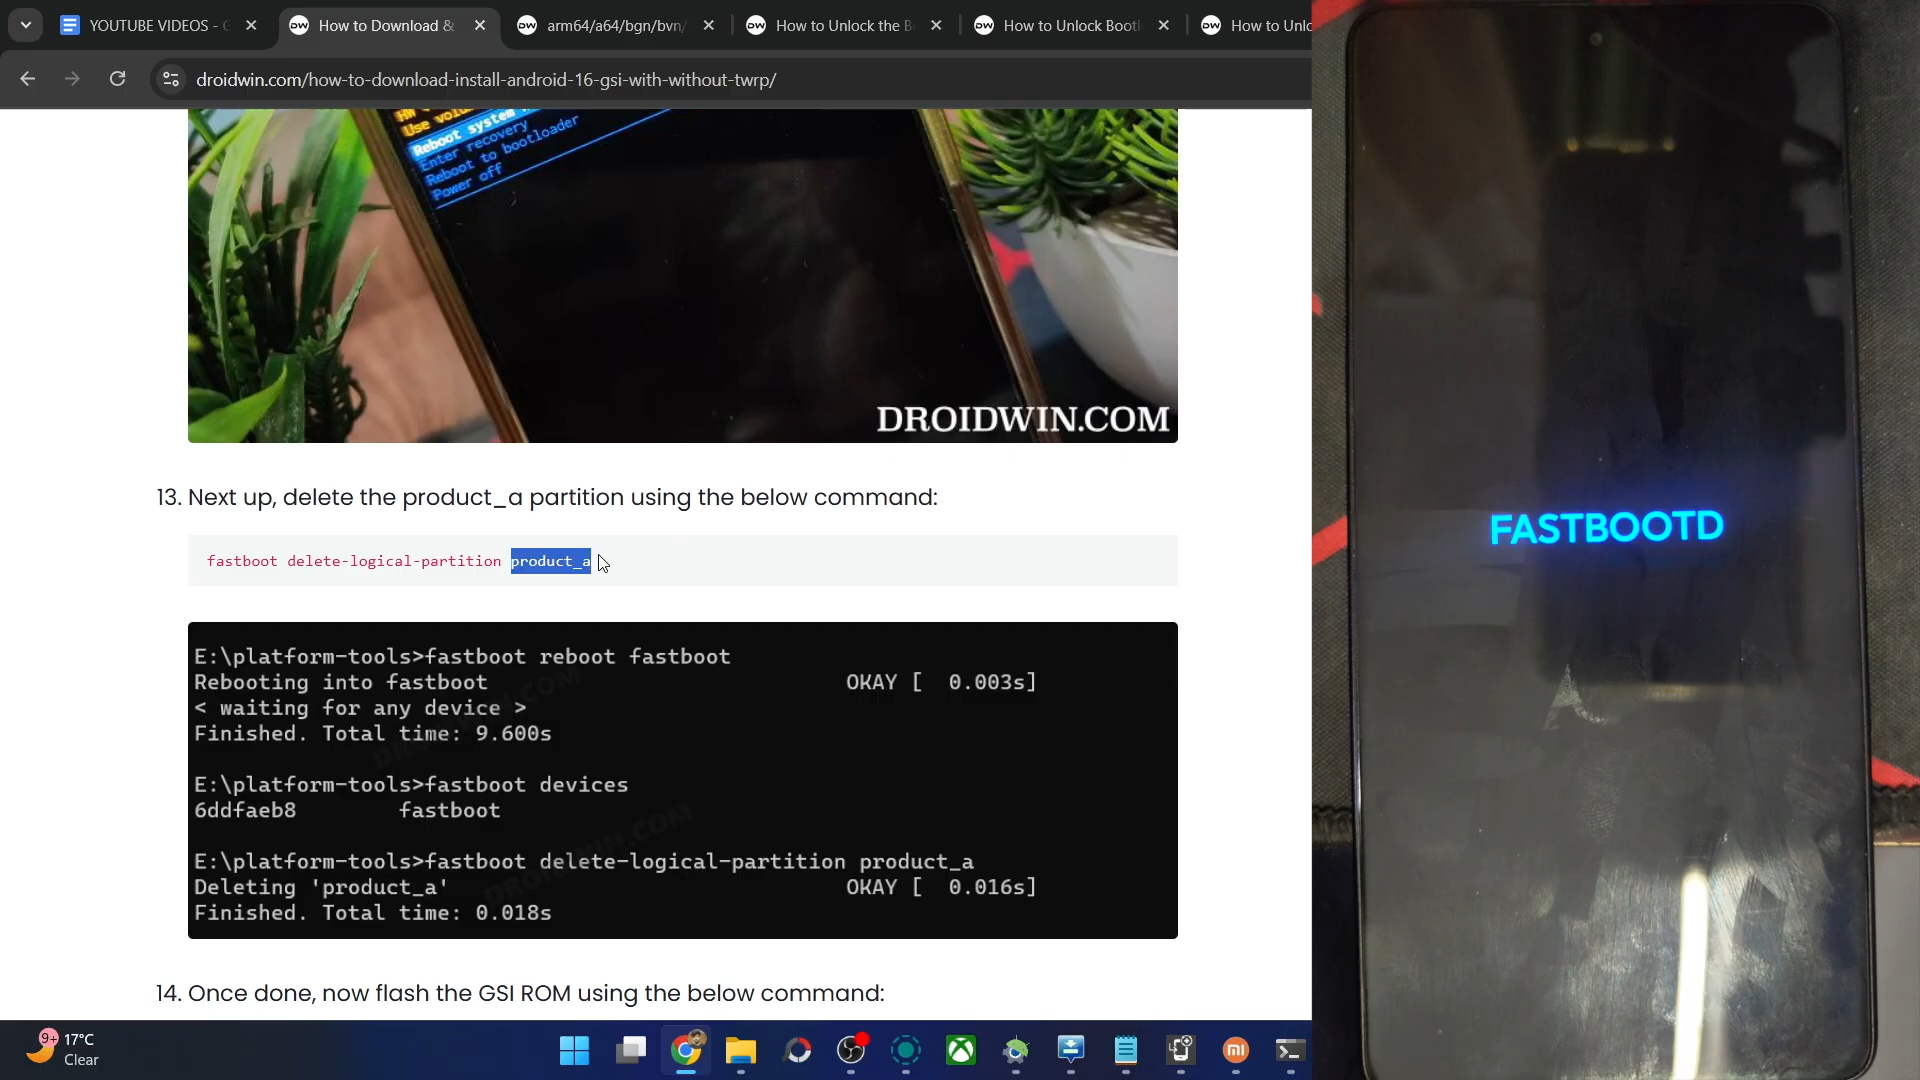 YOUTUBE VIDEOS -
How to Download &
arm64/a64/bgn/bvn/
How to Unlock the B
How to Unlock Bootl
How to Unlo
droidwin.com/how-to-download-install-android-16-gsi-with-without-twrp/
Use volu
Reboot system
Enter recovery
Reboot to bootloader
Power off
DROIDWIN.COM
13. Next up, delete the product_a partition using the below command:
fastboot delete-logical-partition product_a
E:\platform-tools>fastboot reboot fastboot
Rebooting into fastboot OKAY [ 0.003s]
< waiting for any device >
Finished. Total time: 9.600s
E:\platform-tools>fastboot devices
6ddfaeb8 fastboot
E:\platform-tools>fastboot delete-logical-partition product_a
Deleting 'product_a' OKAY [ 0.016s]
Finished. Total time: 0.018s
14. Once done, now flash the GSI ROM using the below command:
FASTBOOTD
9+
17°C
Clear